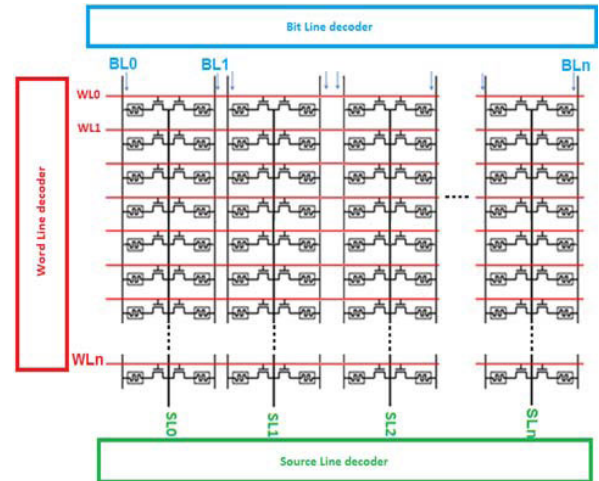 Bit Line decoder
BL0 BL1 BLn
WL0
WL1
Word Line decoder
WLn
SL0 SL1 SL2 SLn
Source Line decoder